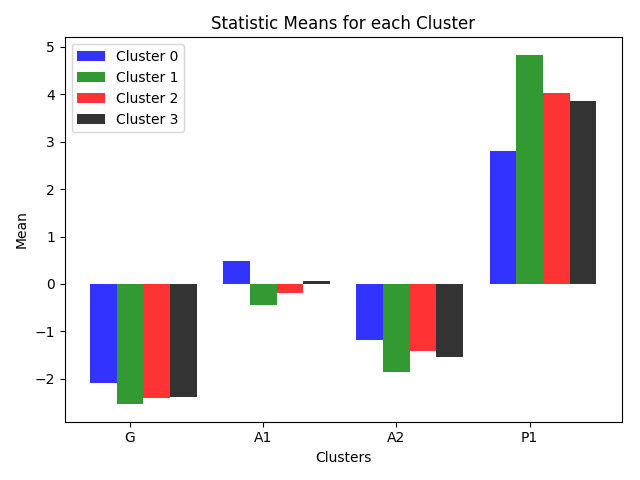 Statistic Means for each Cluster
Cluster 0
Cluster 1
Cluster 2
Cluster 3
Mean
5
4
3
2
1
0
−1
−2
G A1 A2 P1
Clusters